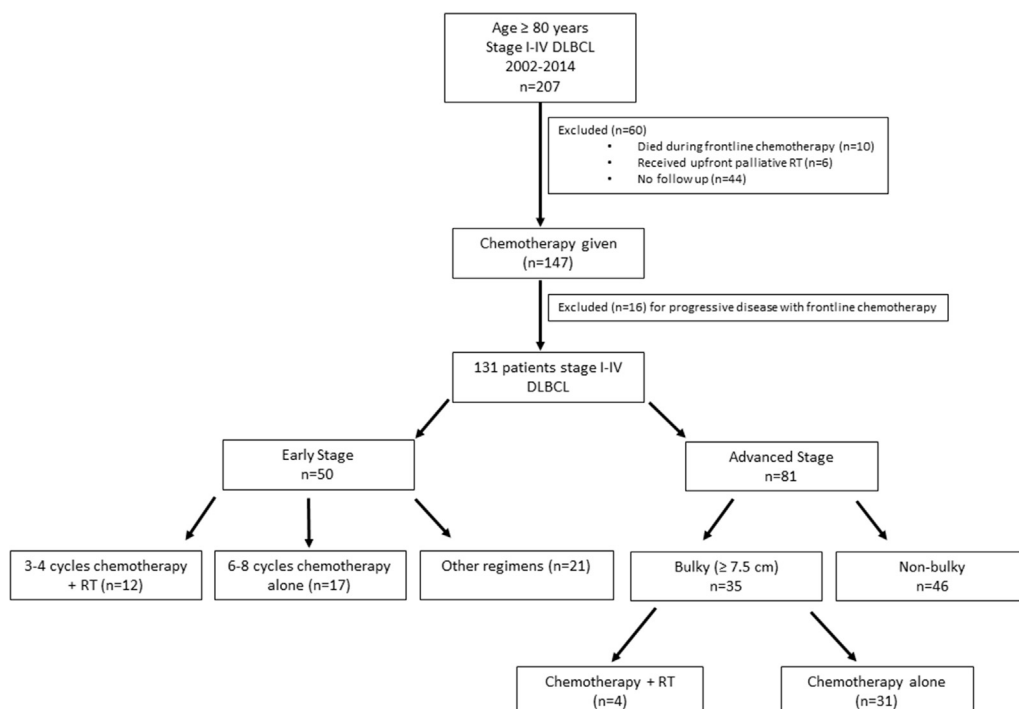 Age ≥ 80 years
Stage I-IV DLBCL
2002-2014
n=207
Excluded (n=60)
• Died during frontline chemotherapy (n=10)
• Received upfront palliative RT (n=6)
• No follow up (n=44)
Chemotherapy given
(n=147)
Excluded (n=16) for progressive disease with frontline chemotherapy
131 patients stage I-IV
DLBCL
Early Stage
n=50
Advanced Stage
n=81
3-4 cycles chemotherapy
+ RT (n=12)
6-8 cycles chemotherapy
alone (n=17)
Other regimens (n=21)
Bulky (≥ 7.5 cm)
n=35
Non-bulky
n=46
Chemotherapy + RT
(n=4)
Chemotherapy alone
(n=31)